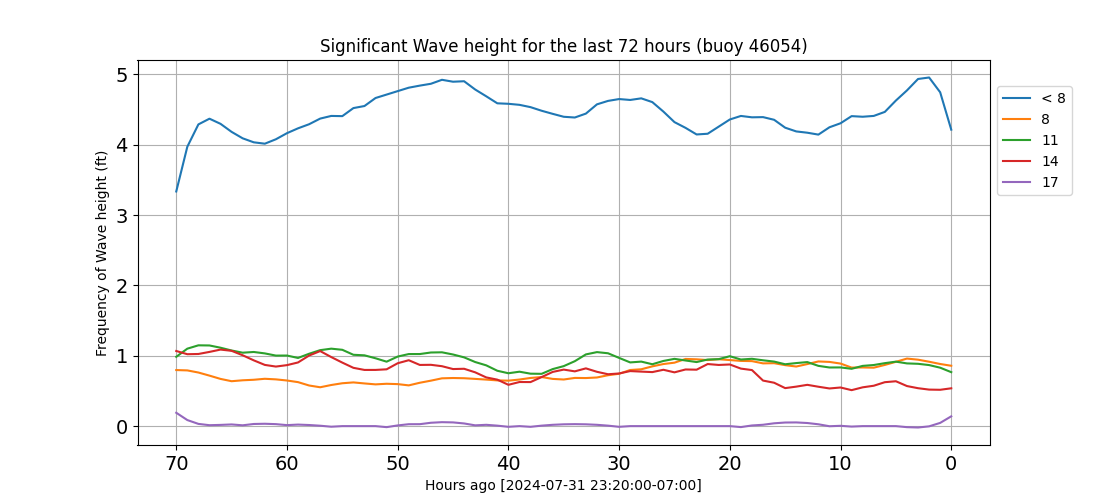 Significant Wave height for the last 72 hours (buoy 46054)
Frequency of Wave height (ft)
5
4
3
2
1
0
70 60 50 40 30 20 10 0
Hours ago [2024-07-31 23:20:00-07:00]
< 8
8
11
14
17